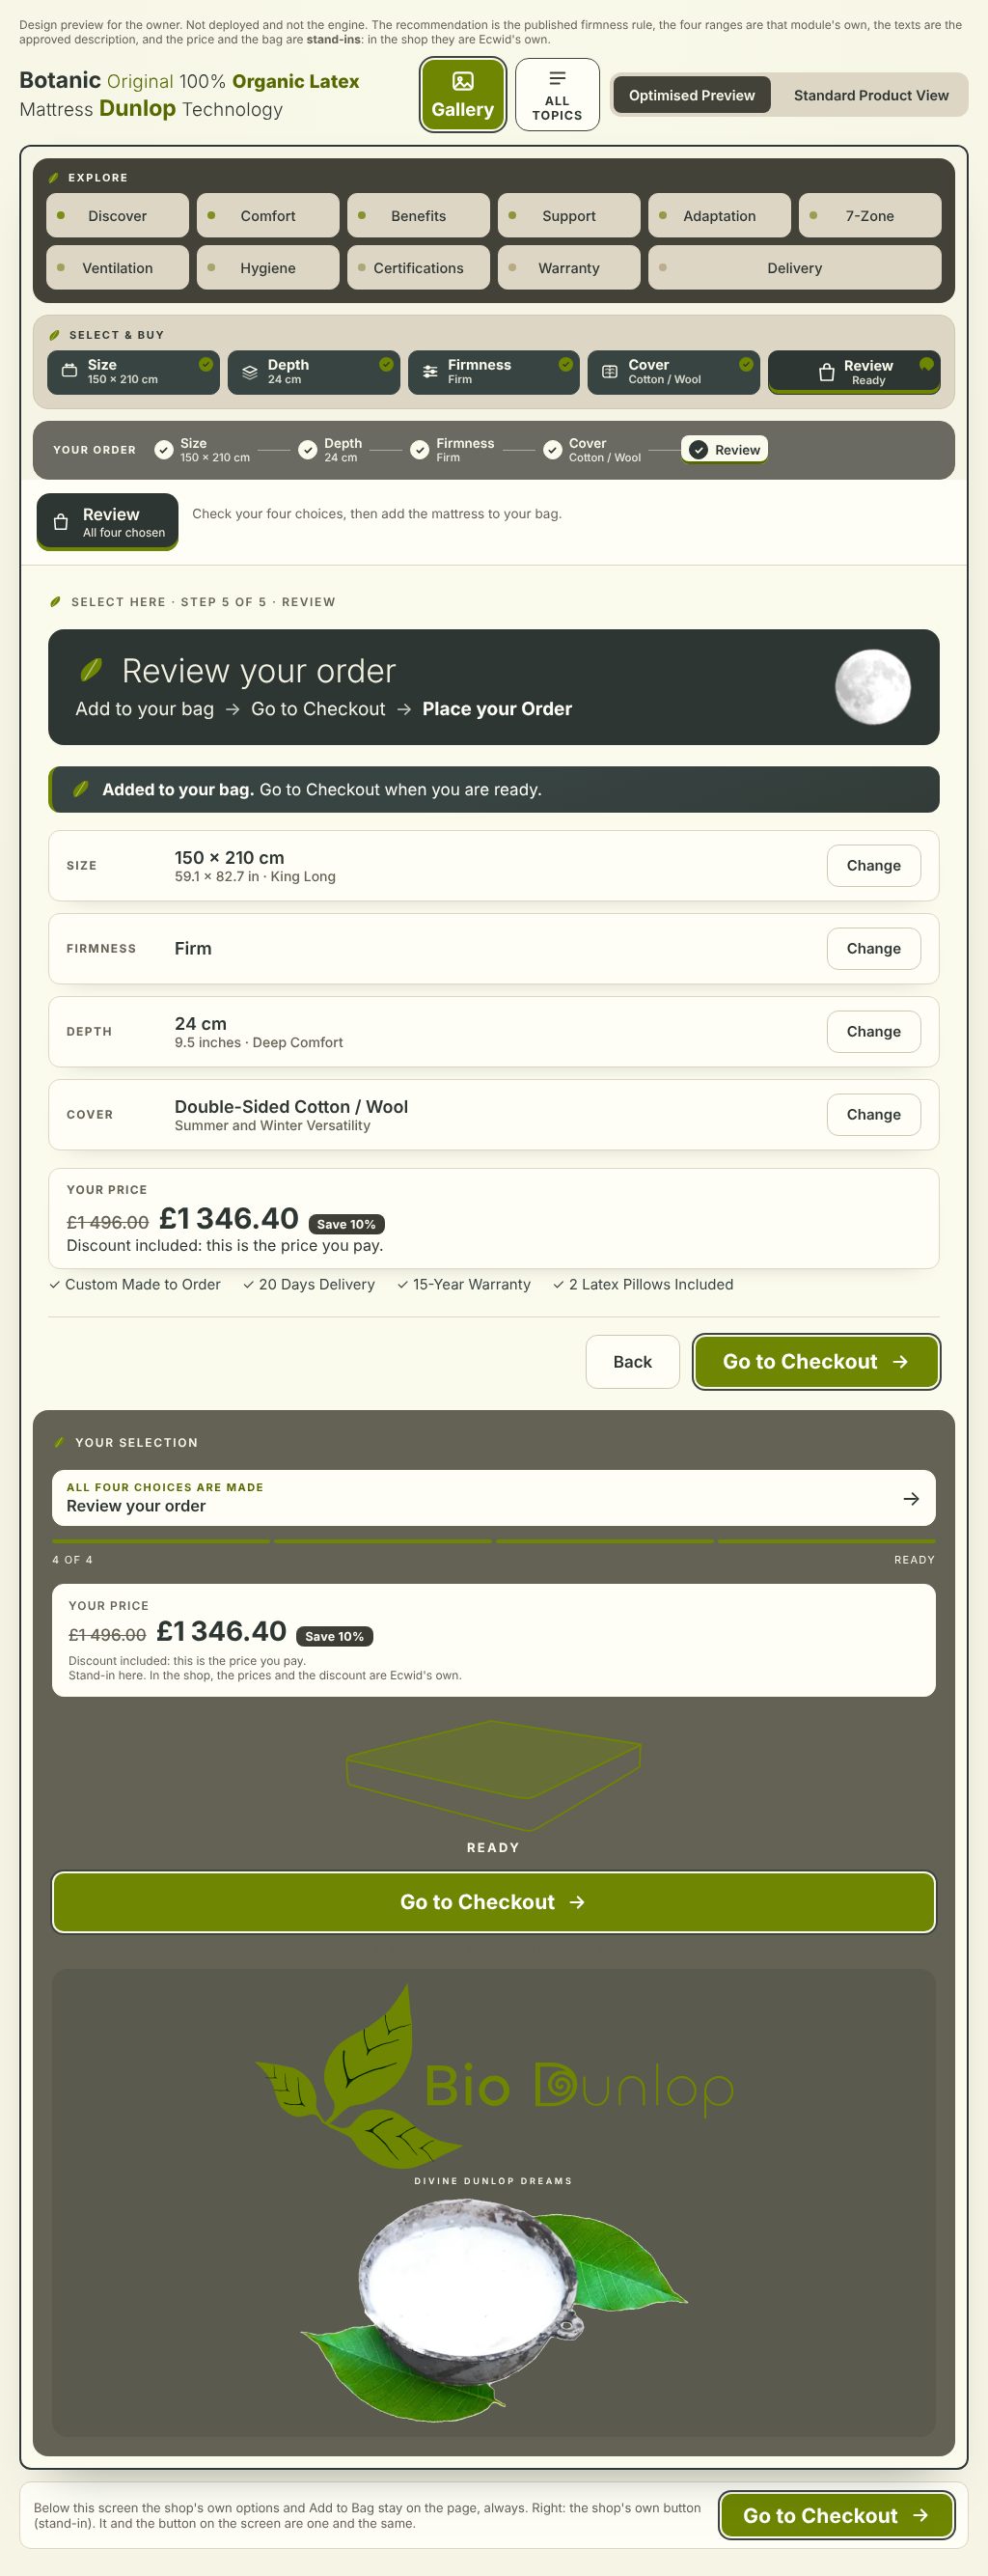 Design preview for the owner. Not deployed and not the engine. The recommendation is the published firmness rule, the four ranges are that module's own, the texts are the
approved description, and the price and the bag are stand-ins: in the shop they are Ecwid's own.
Botanic Original 100% Organic Latex
Mattress Dunlop Technology
Gallery
ALL
TOPICS
Optimised Preview
Standard Product View
EXPLORE
Discover
Comfort
Benefits
Support
Adaptation
7-Zone
Ventilation
Hygiene
Certifications
Warranty
Delivery
SELECT & BUY
Size
150 × 210 cm
Depth
24 cm
Firmness
Firm
Cover
Cotton / Wool
Review
Ready
YOUR ORDER
Size
150 × 210 cm
Depth
24 cm
Firmness
Firm
Cover
Cotton / Wool
Review
Review
All four chosen
Check your four choices, then add the mattress to your bag.
SELECT HERE · STEP 5 OF 5 · REVIEW
Review your order
Add to your bag → Go to Checkout → Place your Order
Added to your bag. Go to Checkout when you are ready.
SIZE
150 × 210 cm
59.1 × 82.7 in · King Long
Change
FIRMNESS
Firm
Change
DEPTH
24 cm
9.5 inches · Deep Comfort
Change
COVER
Double-Sided Cotton / Wool
Summer and Winter Versatility
Change
YOUR PRICE
£1 496.00 £1 346.40 Save 10%
Discount included: this is the price you pay.
✓ Custom Made to Order ✓ 20 Days Delivery ✓ 15-Year Warranty ✓ 2 Latex Pillows Included
Back
Go to Checkout →
YOUR SELECTION
ALL FOUR CHOICES ARE MADE
Review your order →
4 OF 4
READY
YOUR PRICE
£1 496.00 £1 346.40 Save 10%
Discount included: this is the price you pay.
Stand-in here. In the shop, the prices and the discount are Ecwid's own.
READY
Go to Checkout →
Bio Dunlop
DIVINE DUNLOP DREAMS
Below this screen the shop's own options and Add to Bag stay on the page, always. Right: the shop's own button
(stand-in). It and the button on the screen are one and the same.
Go to Checkout →